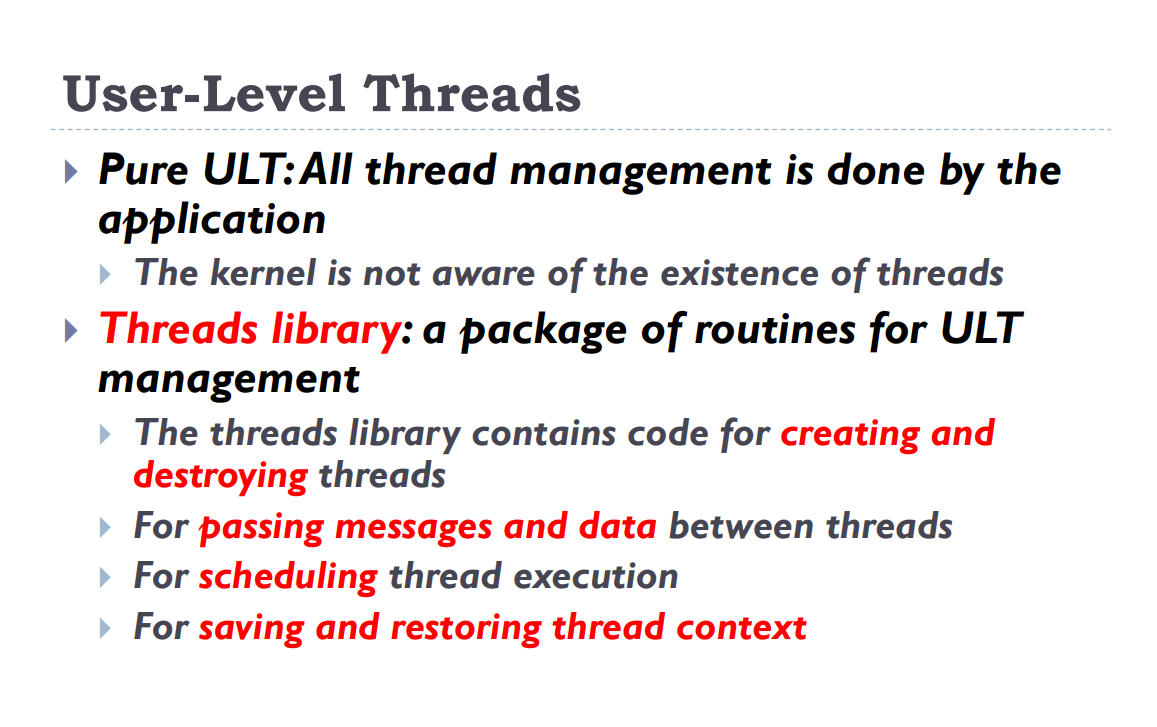 User-Level Threads
Pure ULT: All thread management is done by the
application
The kernel is not aware of the existence of threads
Threads library: a package of routines for ULT
management
The threads library contains code for creating and
destroying threads
For passing messages and data between threads
For scheduling thread execution
For saving and restoring thread context